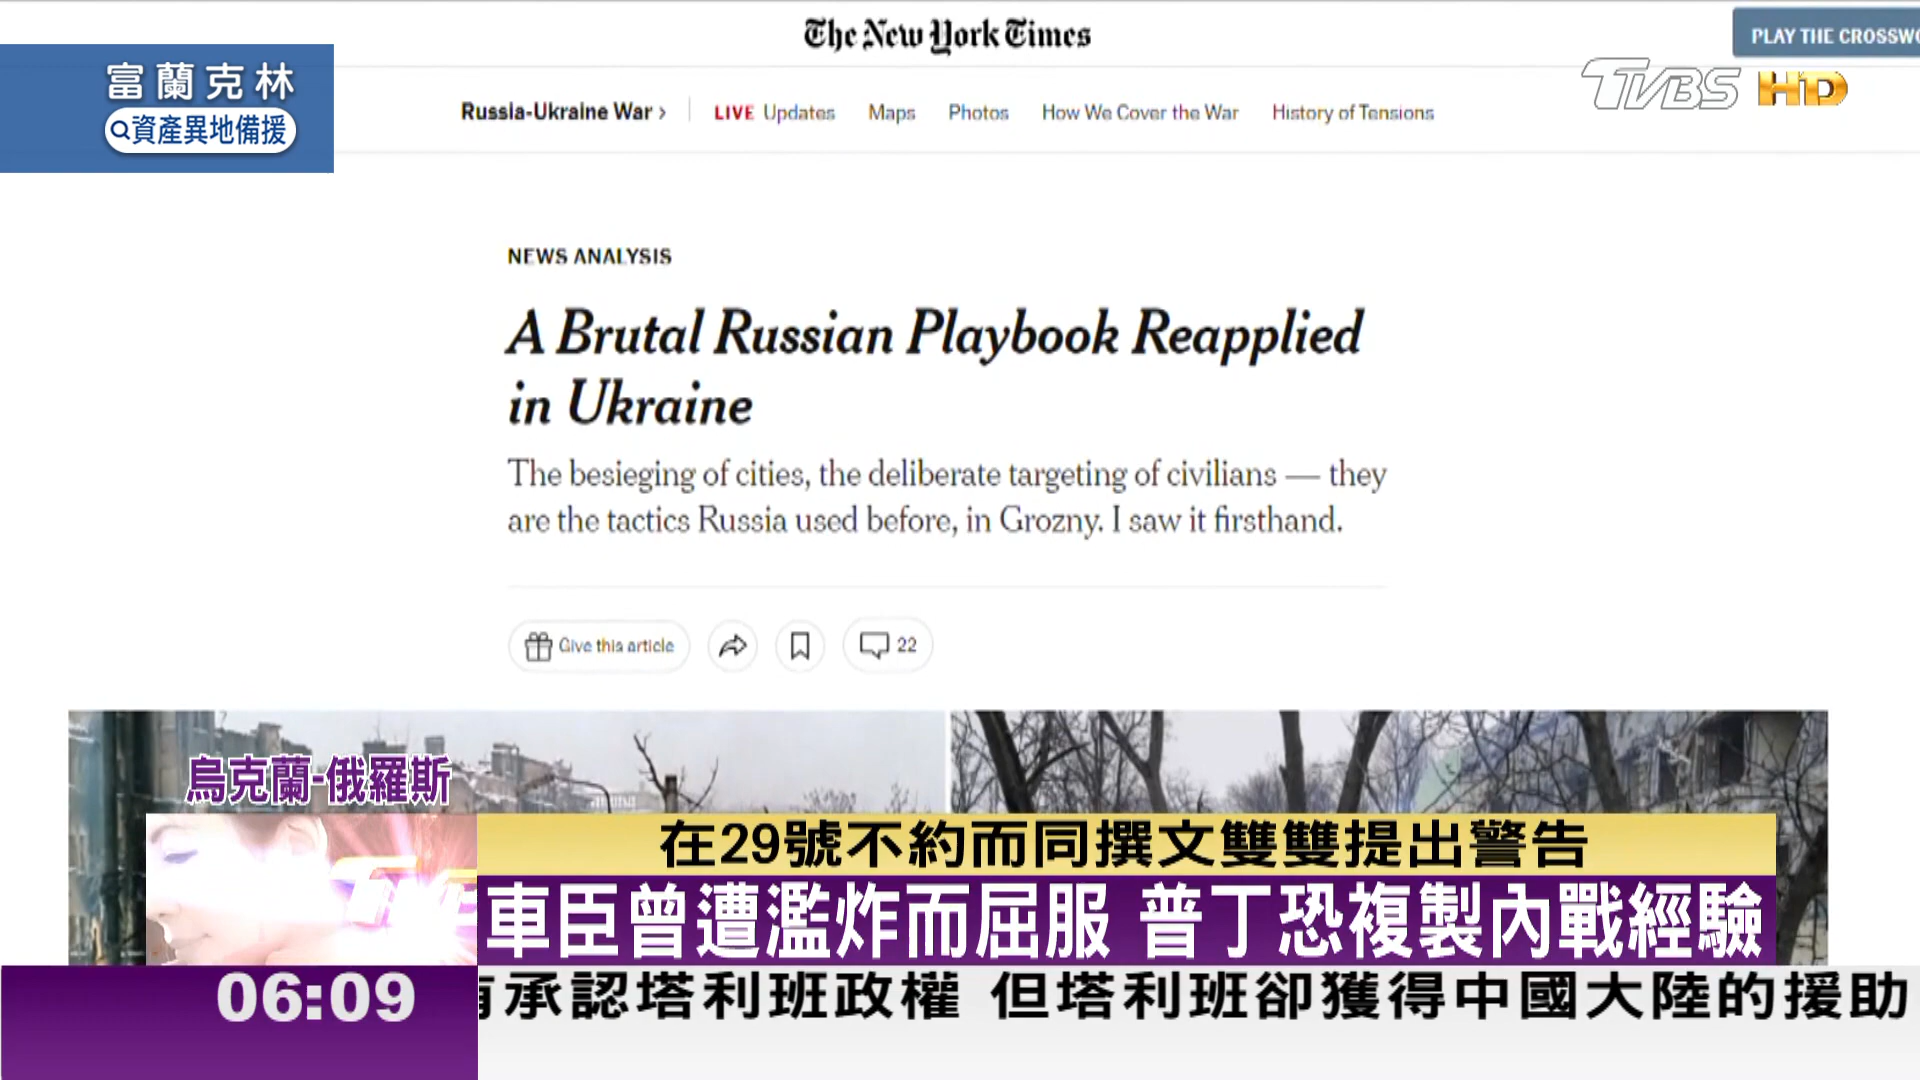 The New York Times
PLAY THE CROSSWO
富蘭克林
資產異地備援
TVBS HD
Russia-Ukraine War
LIVE Updates
Maps
Photos
How We Cover the War
History of Tensions
NEWS ANALYSIS
A Brutal Russian Playbook Reapplied
in Ukraine
The besieging of cities, the deliberate targeting of civilians — they
are the tactics Russia used before, in Grozny. I saw it firsthand.
Give this article
22
烏克蘭-俄羅斯
在29號不約而同撰文雙雙提出警告
車臣曾遭濫炸而屈服 普丁恐複製內戰經驗
06:09
有承認塔利班政權 但塔利班卻獲得中國大陸的援助